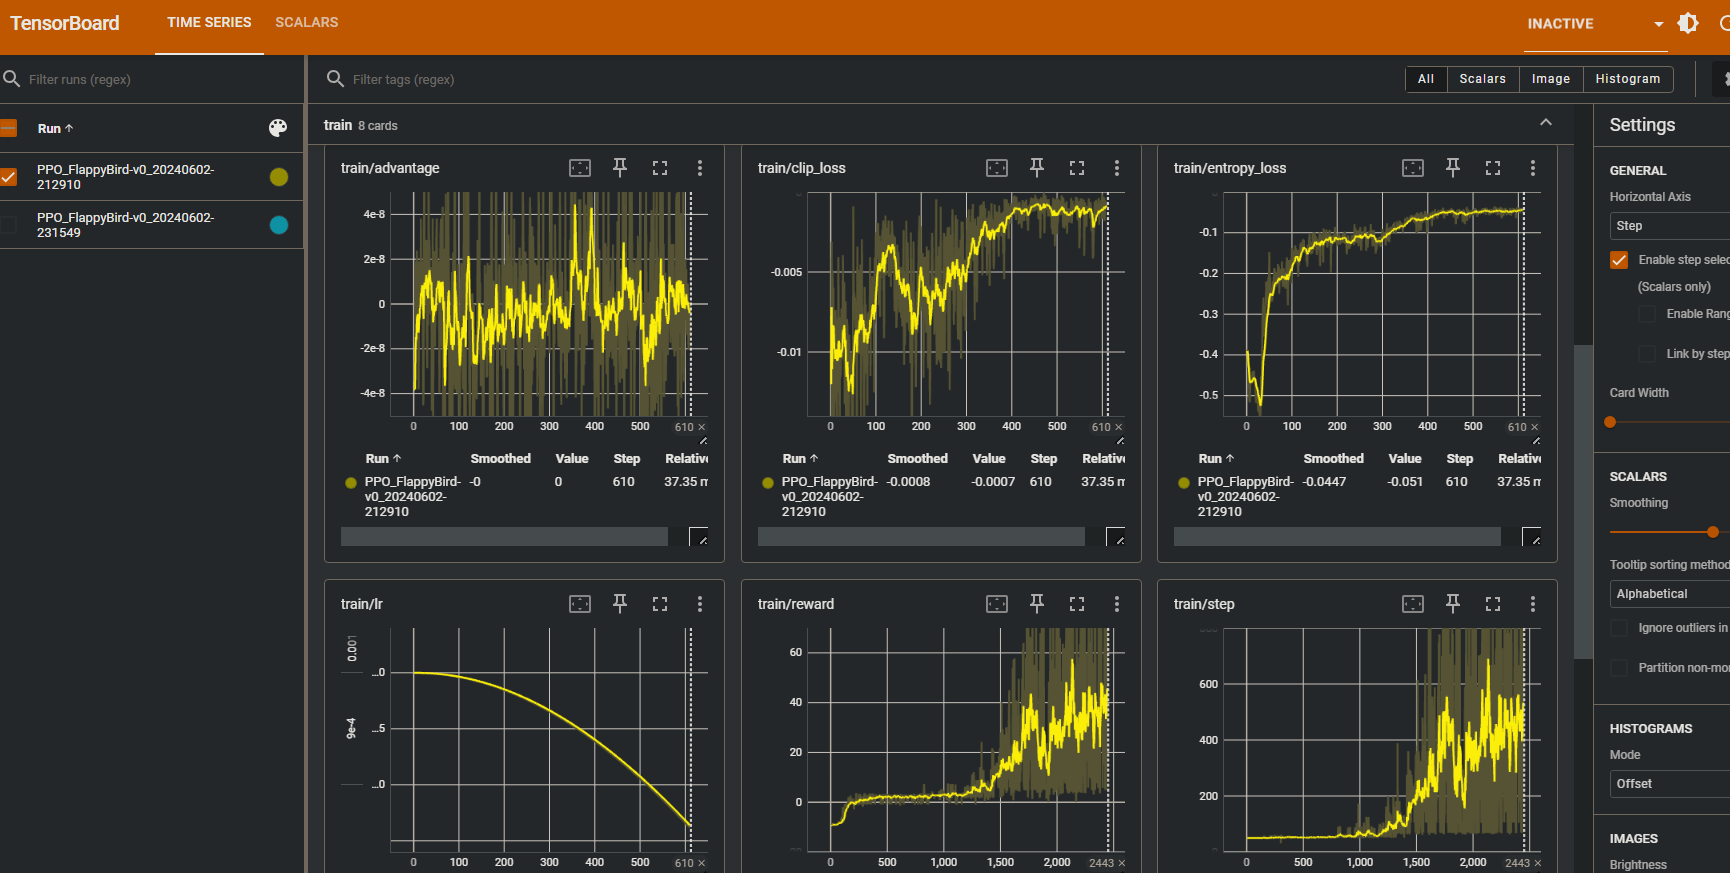 TensorBoard TIME SERIES SCALARS INACTIVE
Filter runs (regex)
Filter tags (regex)
All Scalars Image Histogram
Run
PPO_FlappyBird-v0_20240602-
212910
PPO_FlappyBird-v0_20240602-
231549
train 8 cards
train/advantage
4e-8
2e-8
0
-2e-8
-4e-8
0 100 200 300 400 500 610
Run Smoothed Value Step Relativ
PPO_FlappyBird- -0 0 610 37.35 m
v0_20240602-
212910
train/clip_loss
-0.005
-0.01
0 100 200 300 400 500 610
Run Smoothed Value Step Relativ
PPO_FlappyBird- -0.0008 -0.0007 610 37.35 m
v0_20240602-
212910
train/entropy_loss
-0.1
-0.2
-0.3
-0.4
-0.5
0 100 200 300 400 500 610
Run Smoothed Value Step Relativ
PPO_FlappyBird- -0.0447 -0.051 610 37.35 m
v0_20240602-
212910
train/lr
0.001
...0
...5
9e-4
...0
0 100 200 300 400 500 610
train/reward
60
40
20
0
0 500 1,000 1,500 2,000 2443
train/step
600
400
200
0 500 1,000 1,500 2,000 2443
Settings
GENERAL
Horizontal Axis
Step
Enable step selec
(Scalars only)
Enable Rang
Link by step
Card Width
SCALARS
Smoothing
Tooltip sorting method
Alphabetical
Ignore outliers in
Partition non-mo
HISTOGRAMS
Mode
Offset
IMAGES
Brightness